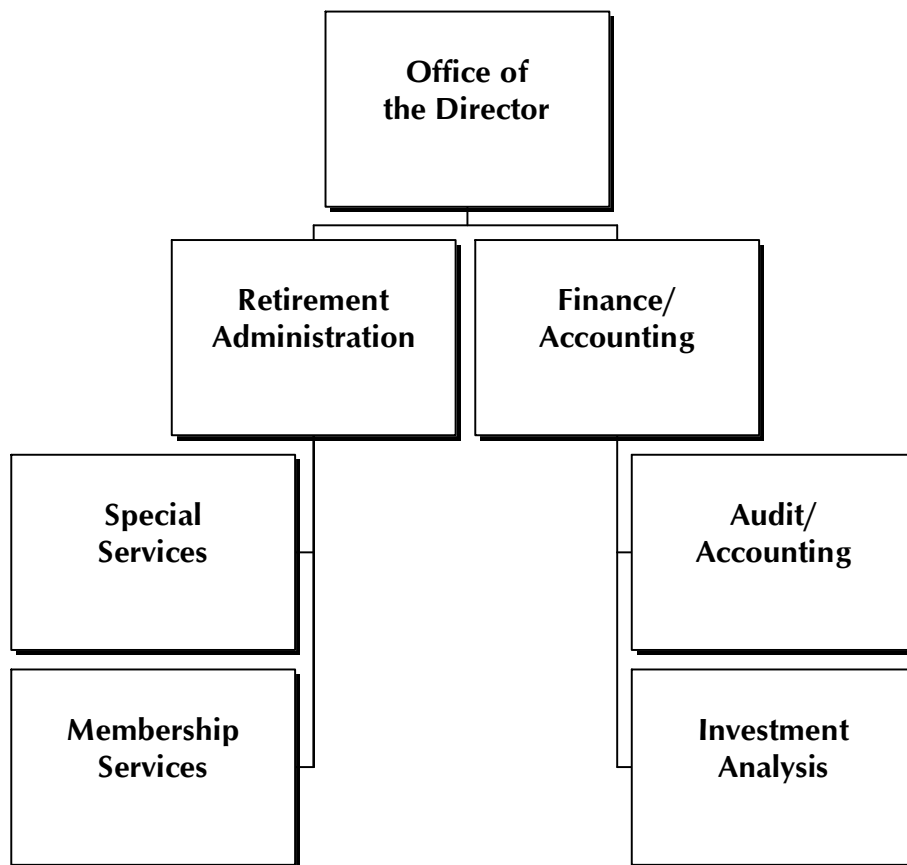 Office of
the Director
Retirement
Administration
Finance/
Accounting
Special
Services
Audit/
Accounting
Membership
Services
Investment
Analysis